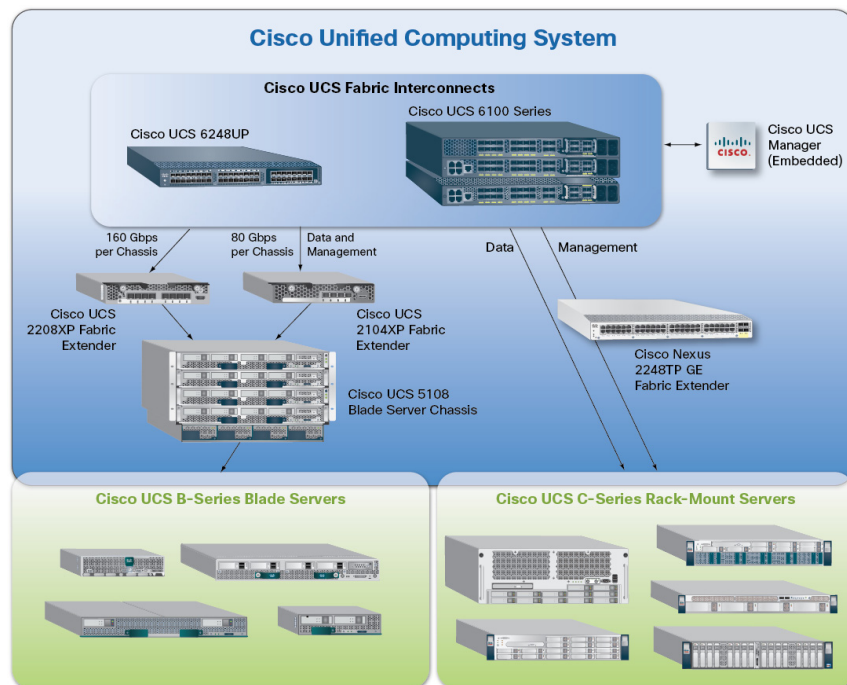 Cisco Unified Computing System
Cisco UCS Fabric Interconnects
Cisco UCS 6100 Series
Cisco UCS 6248UP
CISCO.
Cisco UCS
Manager
(Embedded)
160 Gbps
per Chassis
80 Gbps
per Chassis
Data and
Management
Data
Management
Cisco UCS
2208XP Fabric
Extender
Cisco UCS
2104XP Fabric
Extender
Cisco Nexus
2248TP GE
Fabric Extender
Cisco UCS 5108
Blade Server Chassis
Cisco UCS B-Series Blade Servers
Cisco UCS C-Series Rack-Mount Servers